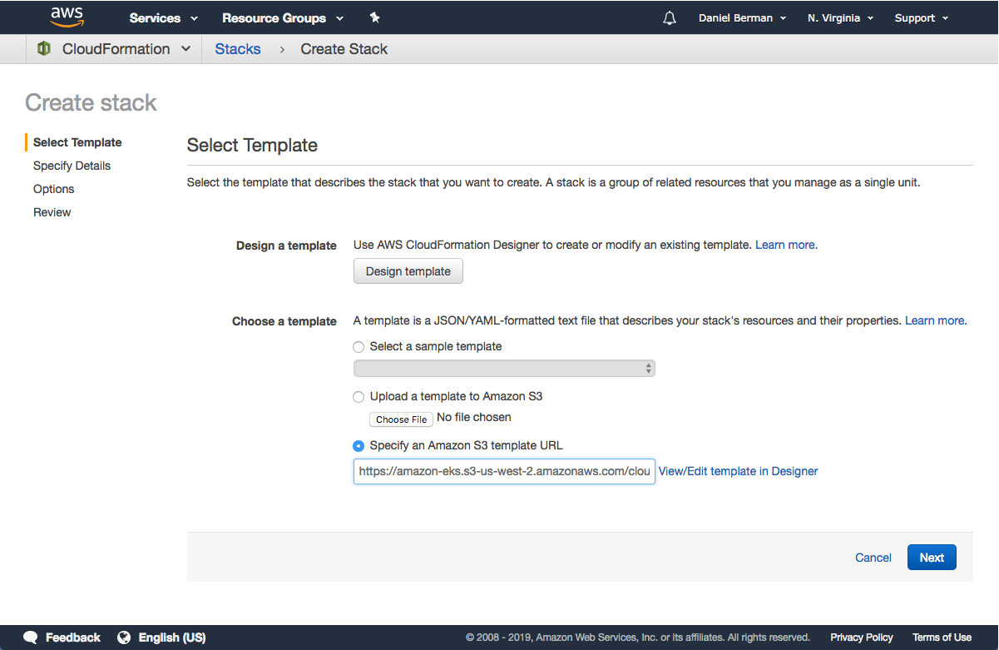 aws Services Resource Groups Daniel Berman N. Virginia Support
CloudFormation Stacks > Create Stack
Create stack
Select Template
Specify Details
Options
Review
Select Template
Select the template that describes the stack that you want to create. A stack is a group of related resources that you manage as a single unit.
Design a template Use AWS CloudFormation Designer to create or modify an existing template. Learn more.
Design template
Choose a template A template is a JSON/YAML-formatted text file that describes your stack's resources and their properties. Learn more.
Select a sample template
Upload a template to Amazon S3
Choose File No file chosen
Specify an Amazon S3 template URL
https://amazon-eks.s3-us-west-2.amazonaws.com/clou View/Edit template in Designer
Cancel Next
Feedback English (US) © 2008 - 2019, Amazon Web Services, Inc. or its affiliates. All rights reserved. Privacy Policy Terms of Use